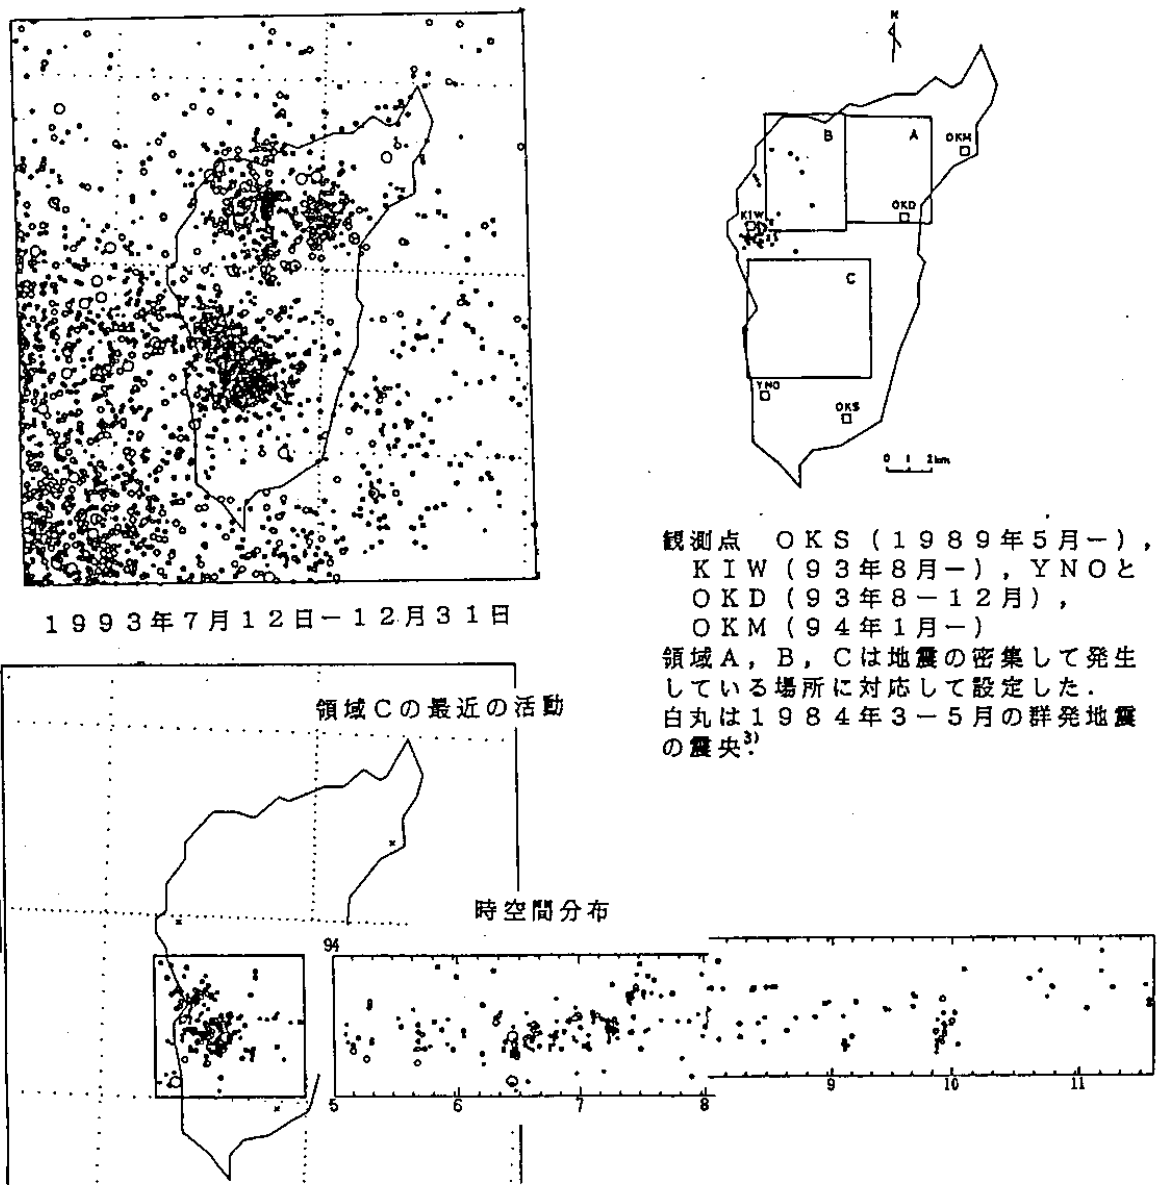 N
B
A
OKM
OKD
KIW
C
YNO
OKS
0 1 2km
1993年7月12日－12月31日
観測点 OKS（1989年5月－），
KIW（93年8月－），YNOと
OKD（93年8－12月），
OKM（94年1月－）
領域A，B，Cは地震の密集して発生
している場所に対応して設定した．
白丸は1984年3－5月の群発地震
の震央3)．
領域Cの最近の活動
時空間分布
94
5 6 7 8 9 10 11